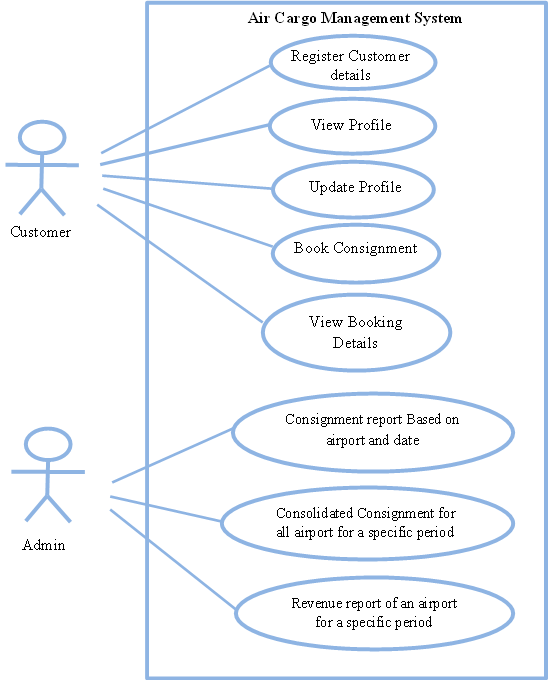 Air Cargo Management System
Register Customer
details
View Profile
Update Profile
Customer
Book Consignment
View Booking
Details
Consignment report Based on
airport and date
Consolidated Consignment for
all airport for a specific period
Admin
Revenue report of an airport
for a specific period